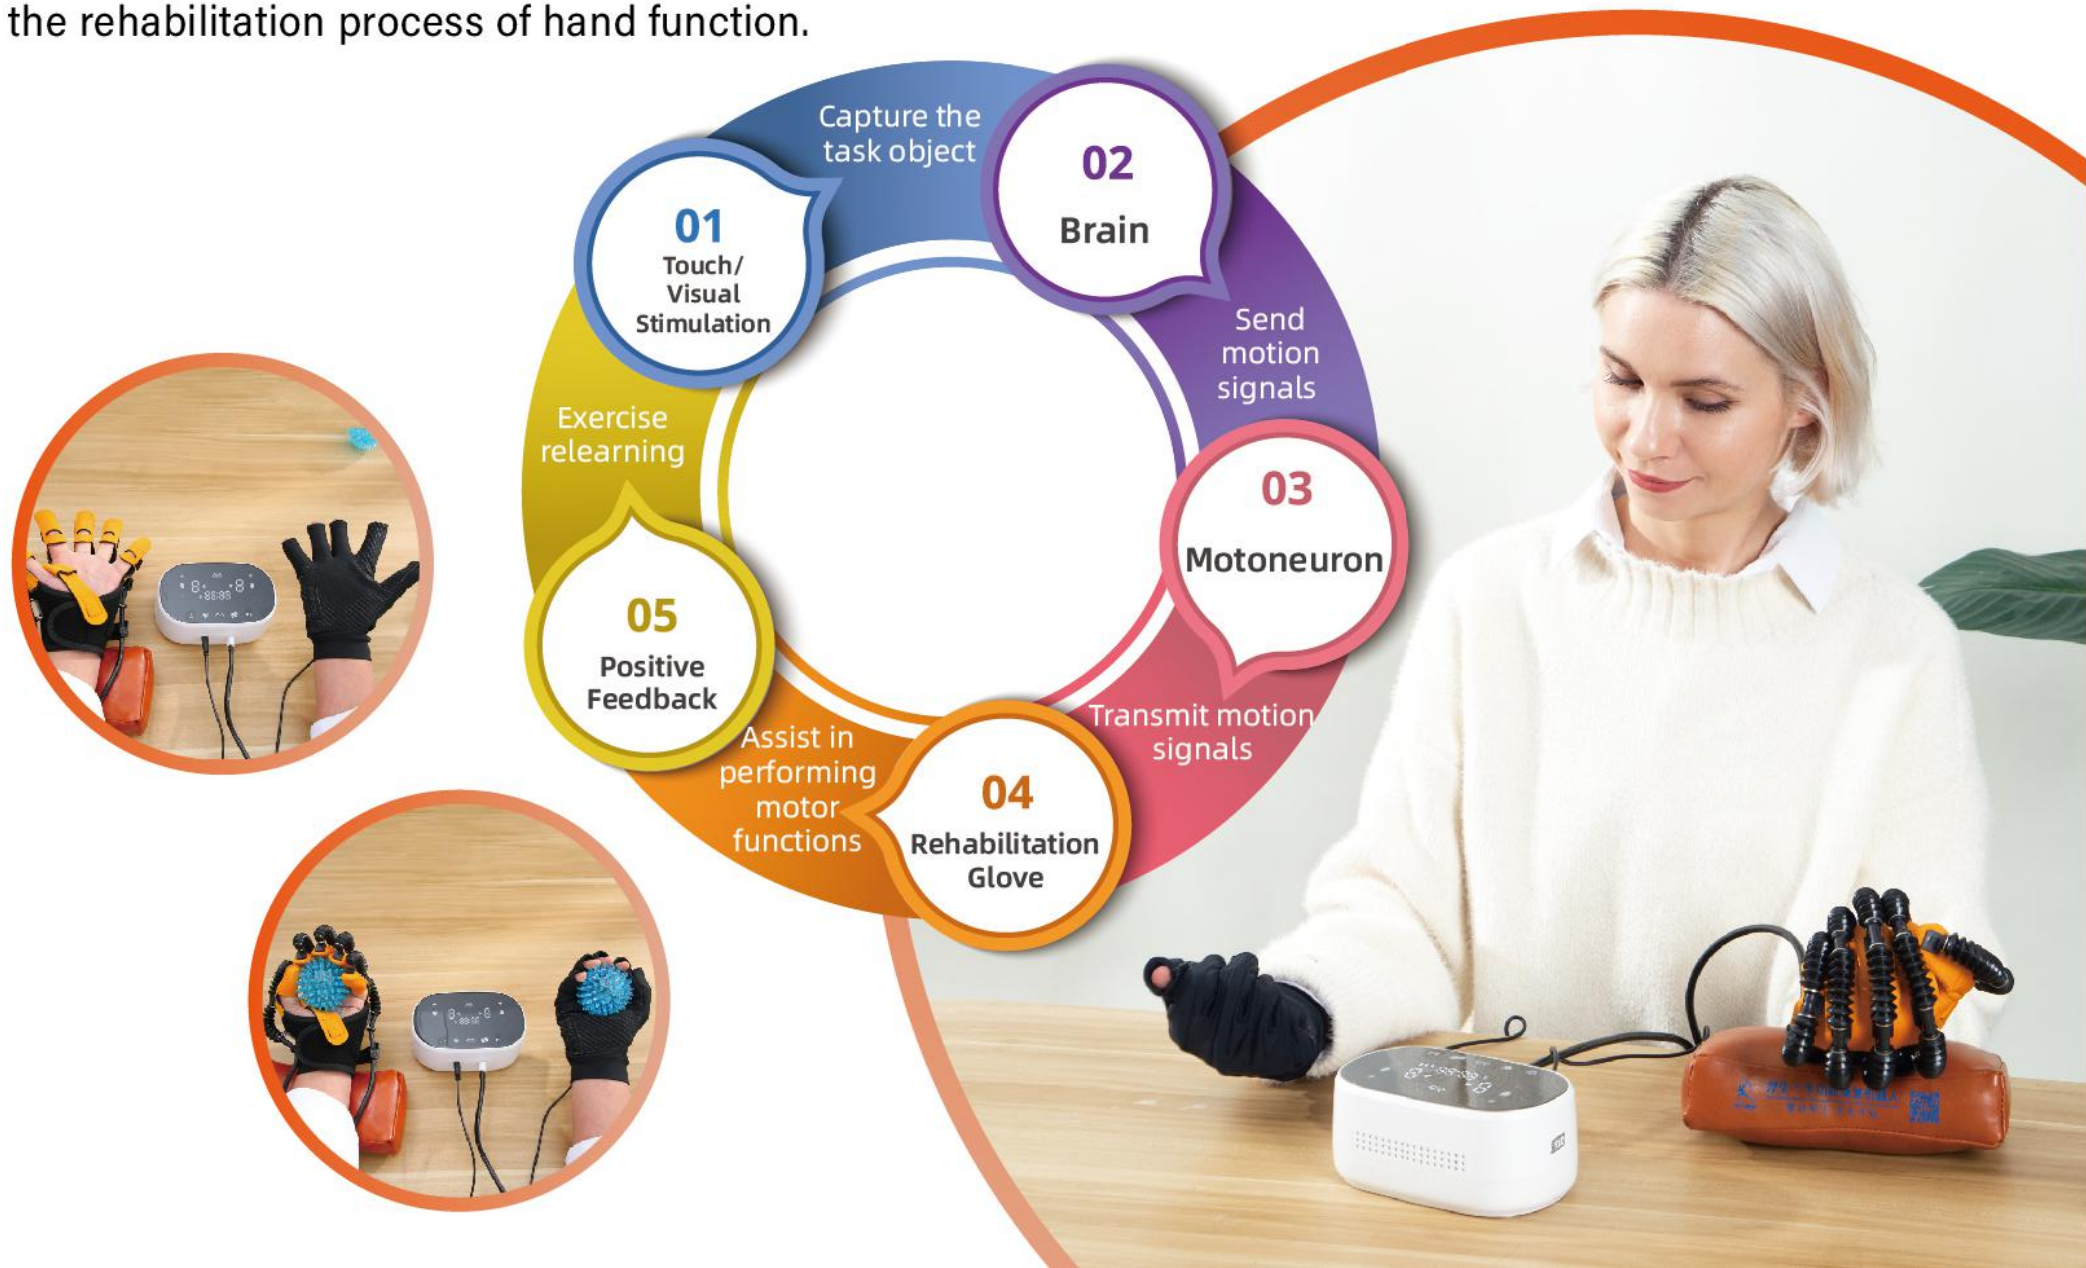 the rehabilitation process of hand function.
Capture the
task object
01
Touch/
Visual
Stimulation
02
Brain
Send
motion
signals
03
Motoneuron
Transmit motion
signals
04
Rehabilitation
Glove
Assist in
performing
motor
functions
05
Positive
Feedback
Exercise
relearning